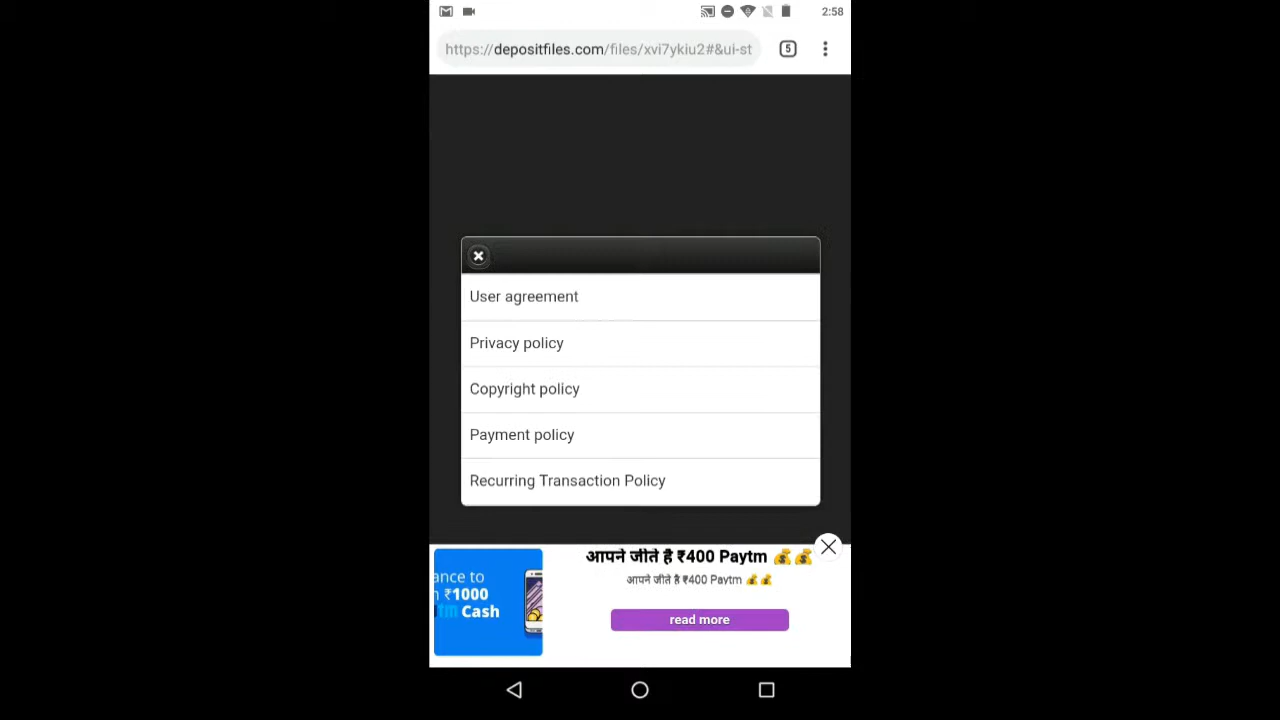 2:58
https://depositfiles.com/files/xvi7ykiu2#&ui-st
5
User agreement
Privacy policy
Copyright policy
Payment policy
Recurring Transaction Policy
आपने जीते है ₹400 Paytm 💰💰
आपने जीते है ₹400 Paytm 💰💰
read more
ance to
₹1000
Cash